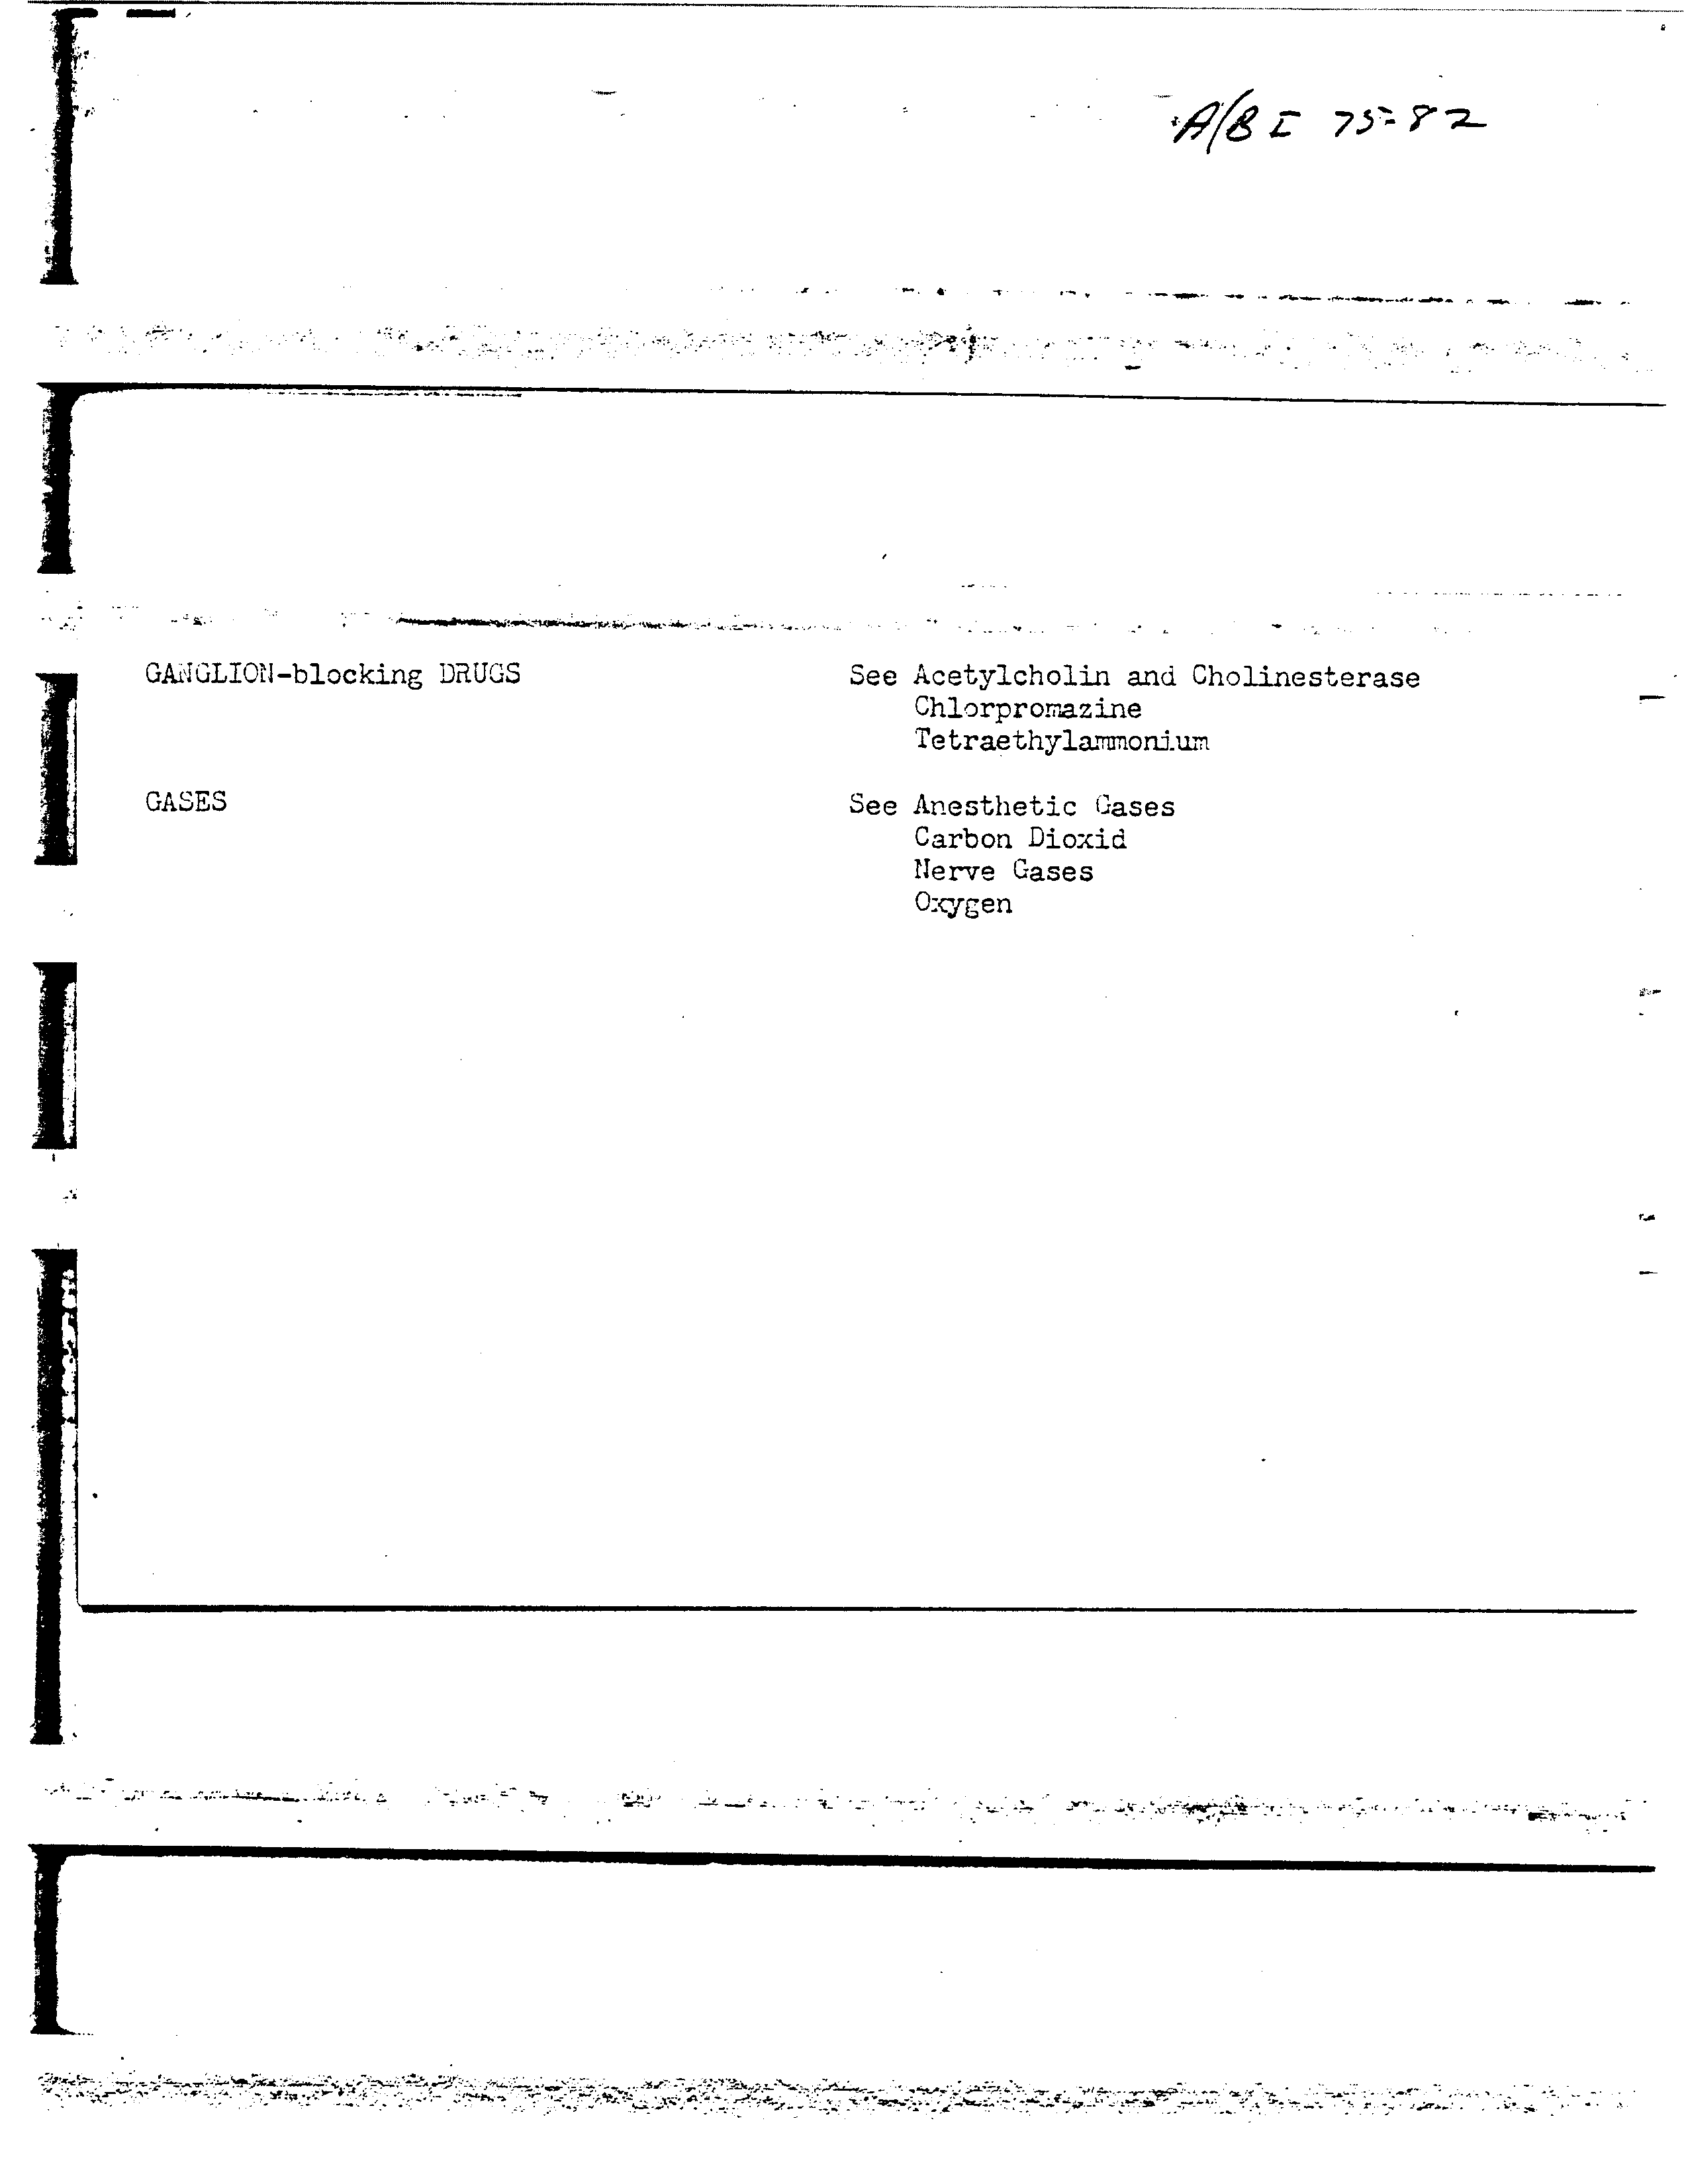 A/B I 75-82
GANGLION-blocking DRUGS See Acetylcholin and Cholinesterase
Chlorpromazine
Tetraethylammonium
GASES See Anesthetic Gases
Carbon Dioxid
Nerve Gases
Oxygen